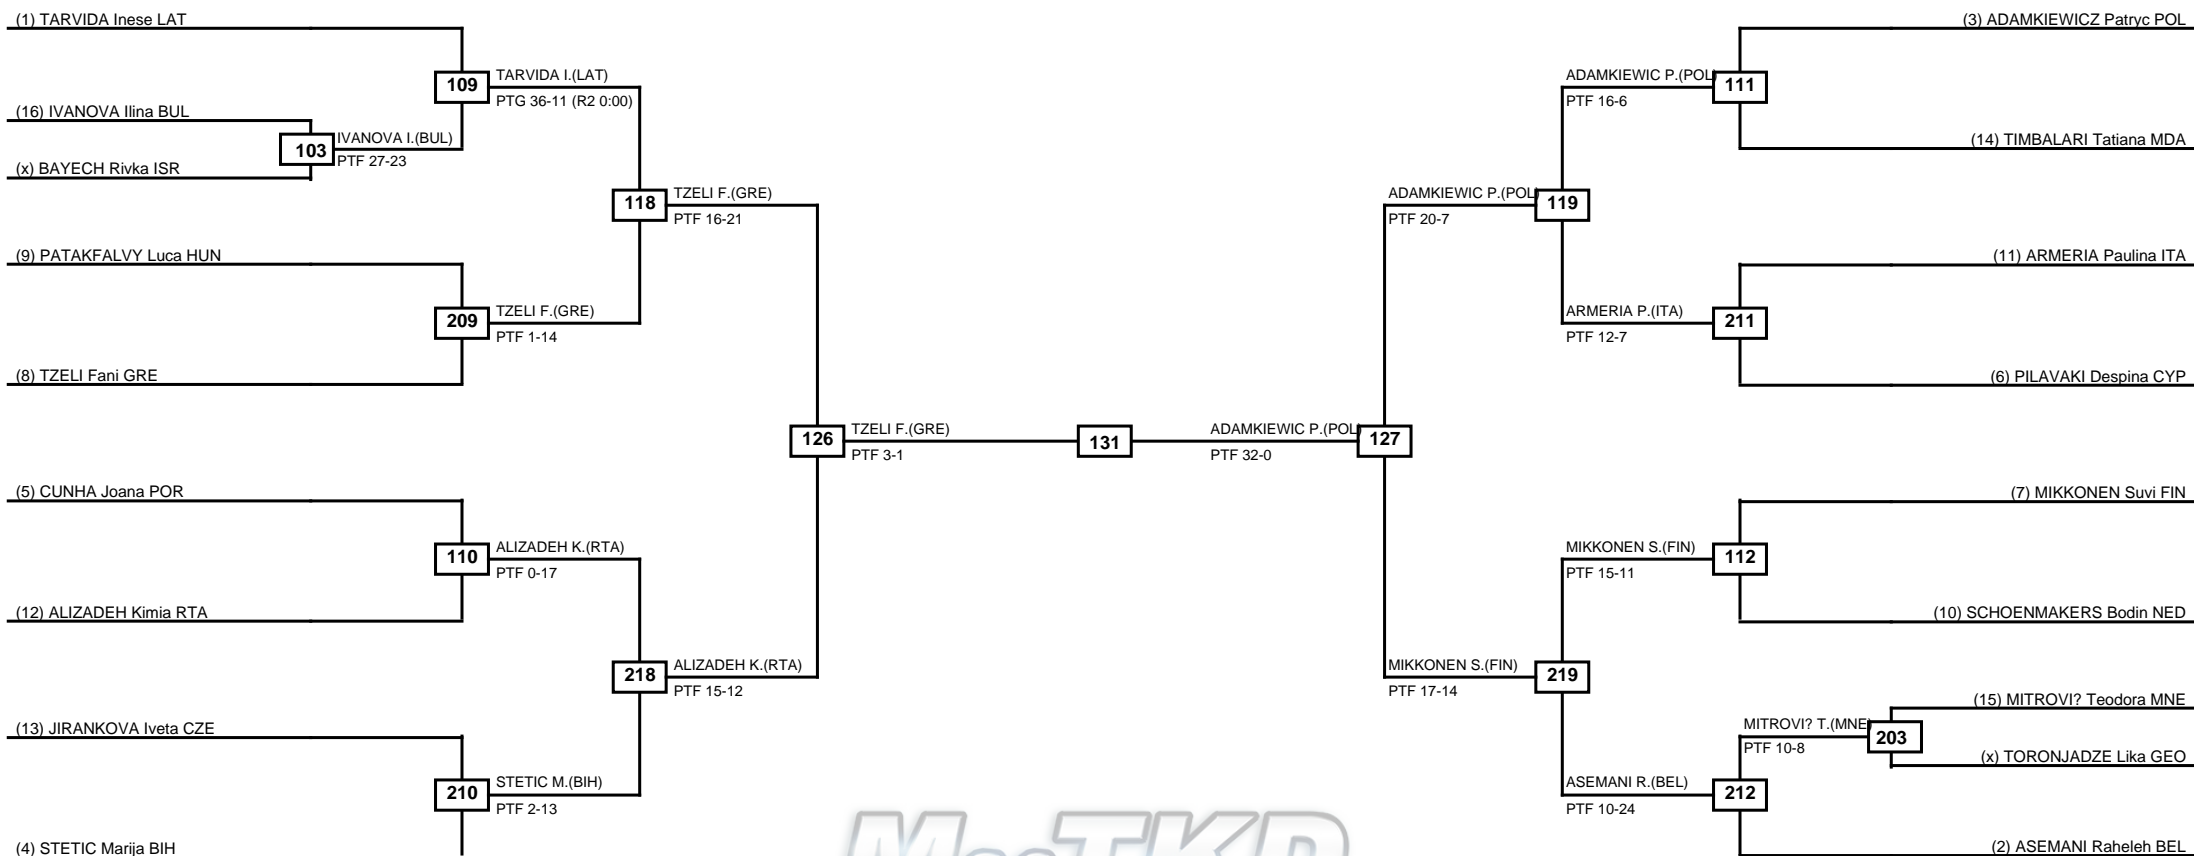 (1) TARVIDA Inese LAT
(3) ADAMKIEWICZ Patryc POL
109
TARVIDA I.(LAT)
PTG 36-11 (R2 0:00)
ADAMKIEWIC P.(POL)
PTF 16-6
111
(16) IVANOVA Ilina BUL
103
IVANOVA I.(BUL)
PTF 27-23
(x) BAYECH Rivka ISR
(14) TIMBALARI Tatiana MDA
118
TZELI F.(GRE)
PTF 16-21
ADAMKIEWIC P.(POL)
PTF 20-7
119
(9) PATAKFALVY Luca HUN
(11) ARMERIA Paulina ITA
209
TZELI F.(GRE)
PTF 1-14
ARMERIA P.(ITA)
PTF 12-7
211
(8) TZELI Fani GRE
(6) PILAVAKI Despina CYP
126
TZELI F.(GRE)
PTF 3-1
131
ADAMKIEWIC P.(POL)
PTF 32-0
127
(5) CUNHA Joana POR
(7) MIKKONEN Suvi FIN
110
ALIZADEH K.(RTA)
PTF 0-17
MIKKONEN S.(FIN)
PTF 15-11
112
(12) ALIZADEH Kimia RTA
(10) SCHOENMAKERS Bodin NED
218
ALIZADEH K.(RTA)
PTF 15-12
MIKKONEN S.(FIN)
PTF 17-14
219
(13) JIRANKOVA Iveta CZE
(15) MITROVI? Teodora MNE
MITROVI? T.(MNE)
PTF 10-8
203
(x) TORONJADZE Lika GEO
210
STETIC M.(BIH)
PTF 2-13
ASEMANI R.(BEL)
PTF 10-24
212
(4) STETIC Marija BIH
(2) ASEMANI Raheleh BEL